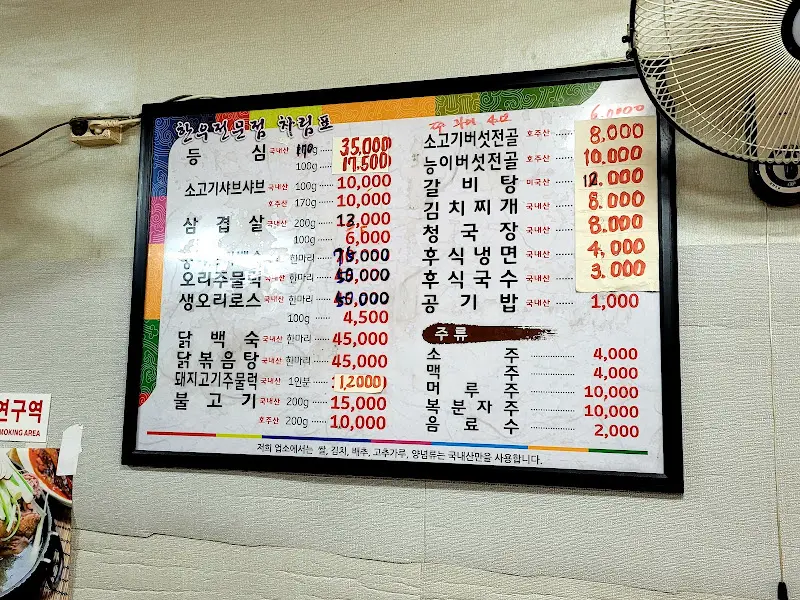 한우전문점 차림표
등 심 국내산 170g 35,000
100g 17,500
소고기샤브샤브 국내산 100g 10,000
호주산 170g 10,000
삼겹살 국내산 200g 12,000
100g 6,000
국내산 한마리
오리주물럭 국내산 한마리
생오리로스 국내산 한마리
100g 4,500
닭백숙 국내산 한마리 45,000
닭볶음탕 국내산 한마리 45,000
돼지고기주물럭 국내산 1인분 12000
불고기 국내산 200g 15,000
호주산 200g 10,000
소고기버섯전골 호주산 8,000
능이버섯전골 호주산 10.000
갈비탕 미국산 12.000
김치찌개 국내산 8.000
청국장 국내산 8.000
후식냉면 국내산 4,000
후식국수 국내산 3.000
공기밥 국내산 1,000
주류
소 주 4,000
맥 주 4,000
머루주 10,000
복분자주 10,000
음료수 2,000
저희 업소에서는 쌀, 김치, 배추, 고추가루, 양념류는 국내산만을 사용합니다.
연구역
MOKING AREA